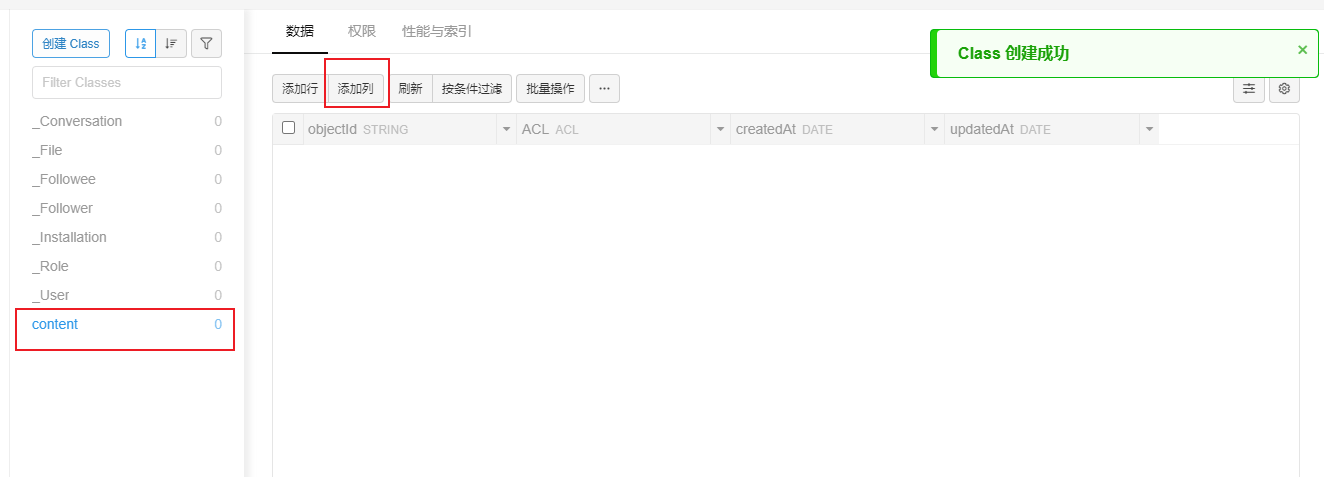 创建 Class
Filter Classes
_Conversation 0
_File 0
_Followee 0
_Follower 0
_Installation 0
_Role 0
_User 0
content 0
数据 权限 性能与索引
Class 创建成功 ×
添加行 添加列 刷新 按条件过滤 批量操作 ···
objectId STRING ACL ACL createdAt DATE updatedAt DATE